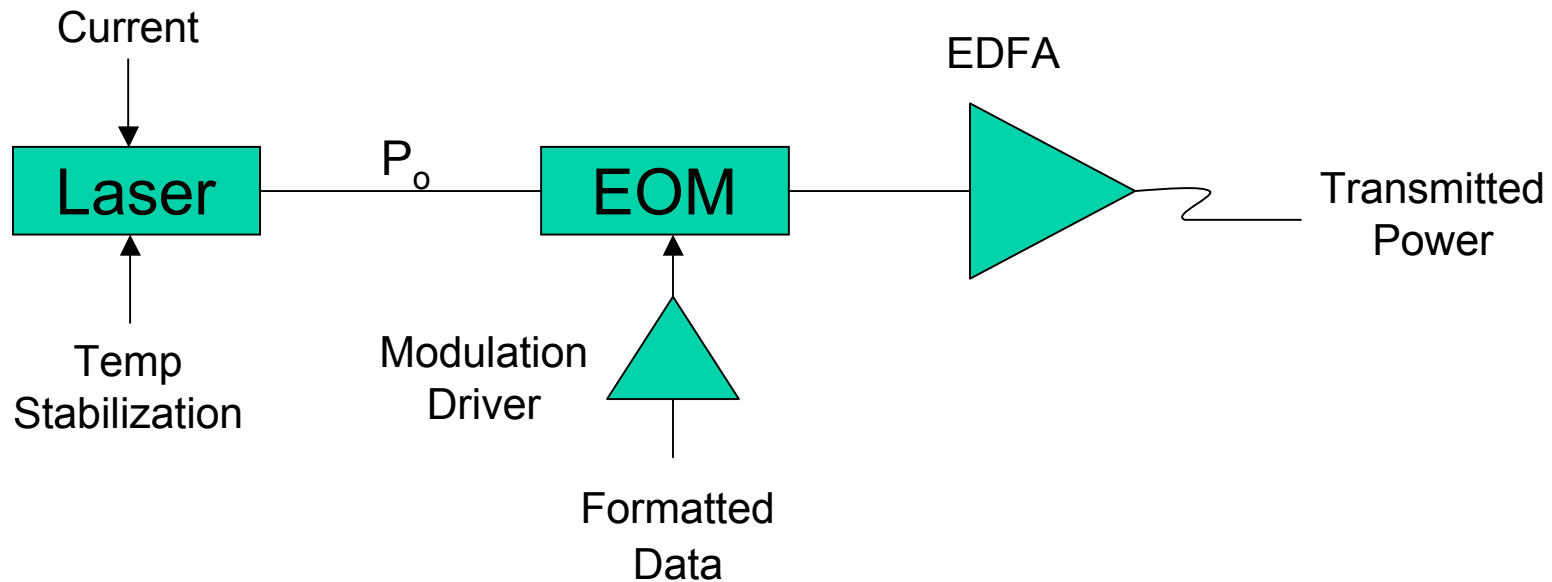 Current
EDFA
Laser
Pₒ
EOM
Transmitted
Power
Temp
Stabilization
Modulation
Driver
Formatted
Data